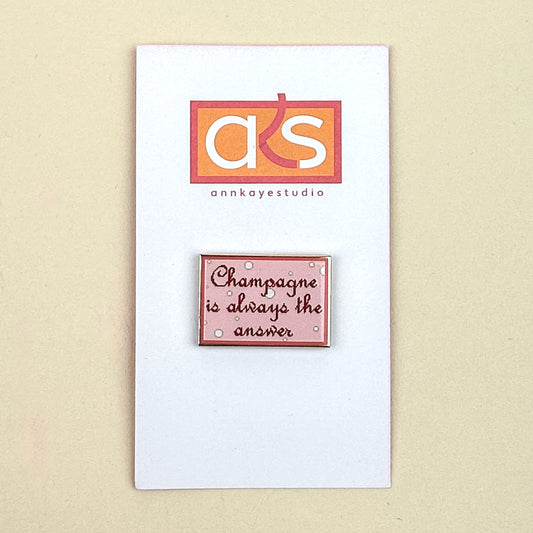 aks
annkayestudio
Champagne
is always the
answer